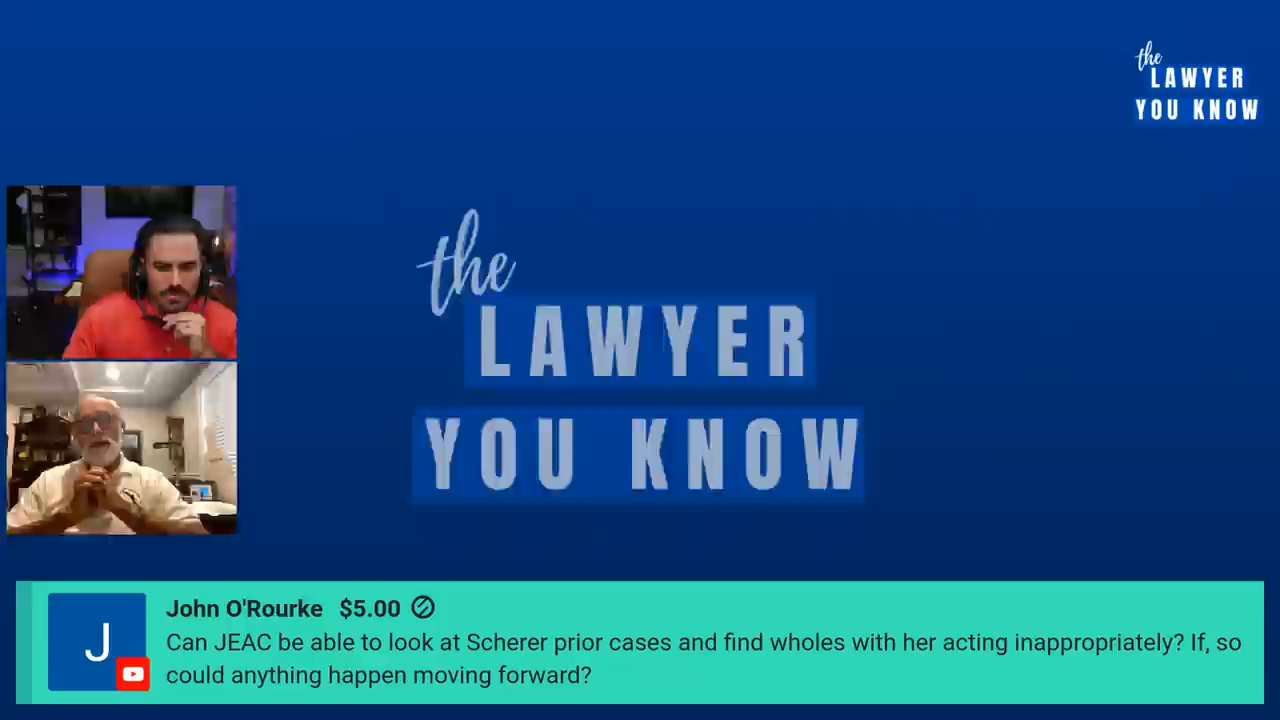 the
LAWYER
YOU KNOW
the
LAWYER
YOU KNOW
J
John O'Rourke $5.00
Can JEAC be able to look at Scherer prior cases and find wholes with her acting inappropriately? If, so
could anything happen moving forward?